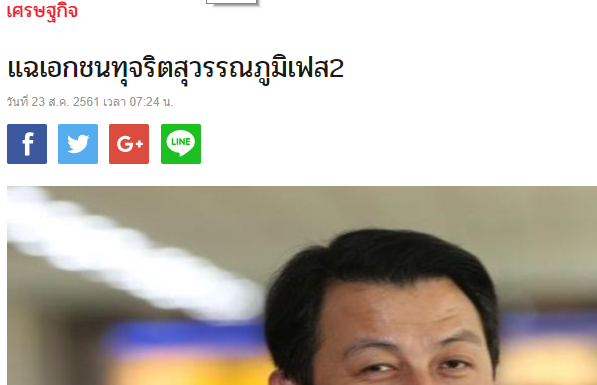 เศรษฐกิจ
แฉเอกชนทุจริตสุวรรณภูมิเฟส2
วันที่ 23 ส.ค. 2561 เวลา 07:24 น.
f G+ LINE